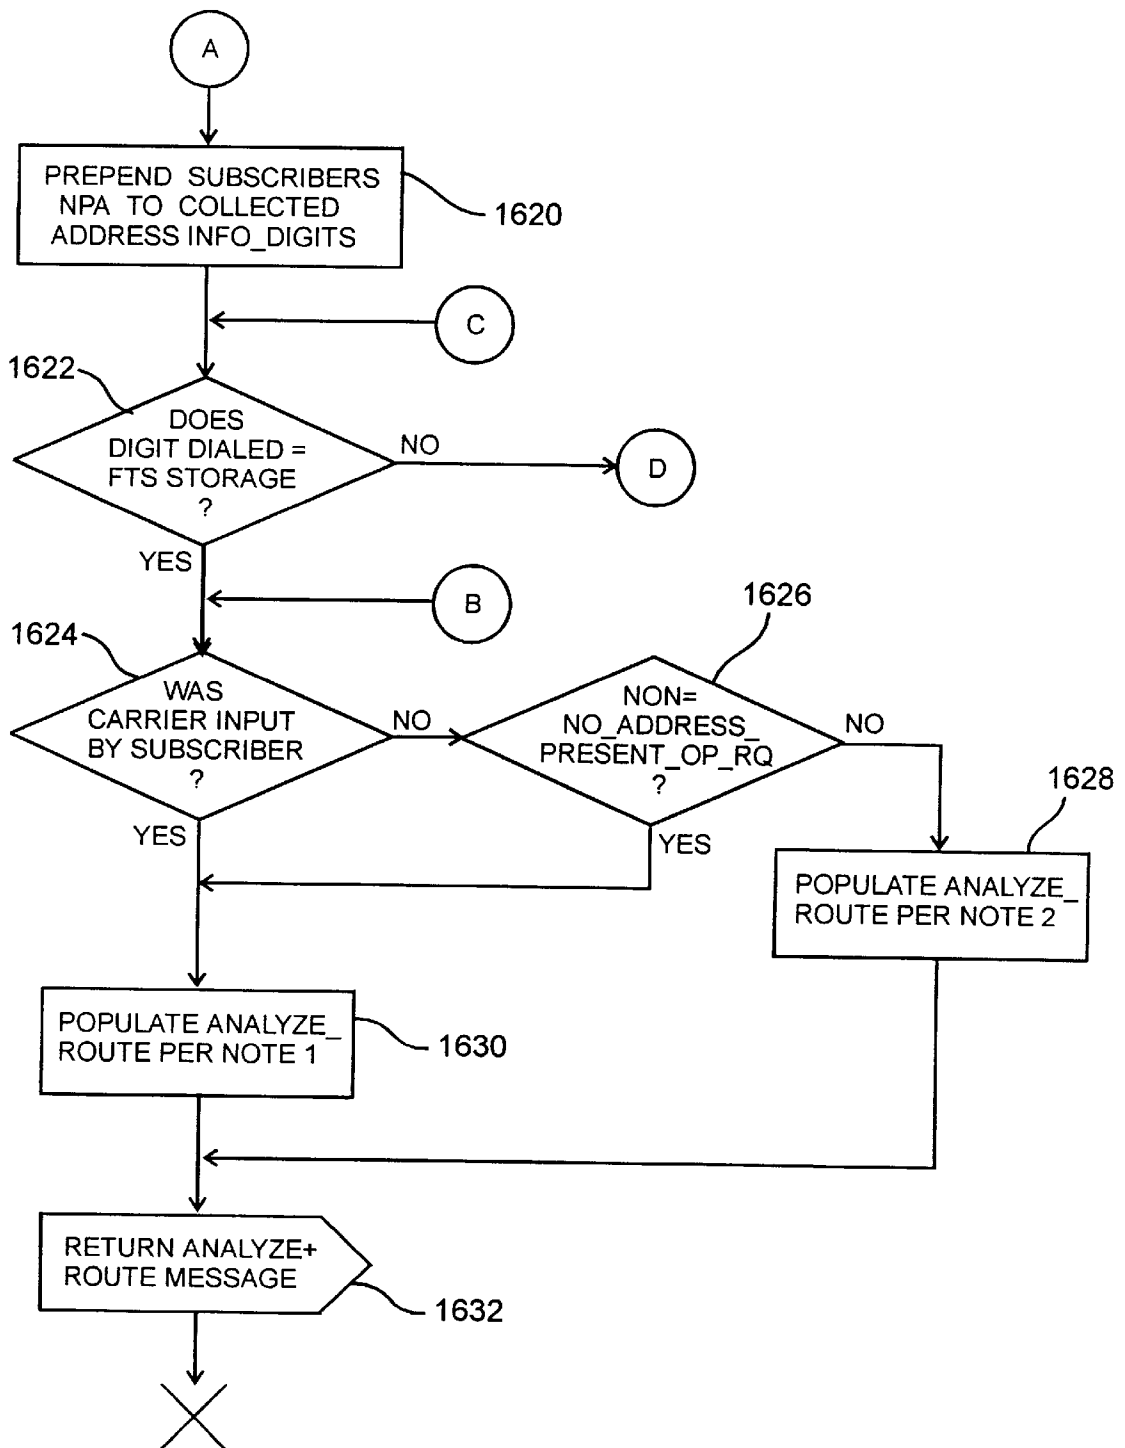 A
PREPEND SUBSCRIBERS
NPA TO COLLECTED
ADDRESS INFO_DIGITS
1620
C
1622
DOES
DIGIT DIALED =
FTS STORAGE
?
NO
D
YES
B
1624
WAS
CARRIER INPUT
BY SUBSCRIBER
?
NO
1626
NON=
NO_ADDRESS_
PRESENT_OP_RQ
?
NO
YES
YES
1628
POPULATE ANALYZE_
ROUTE PER NOTE 2
POPULATE ANALYZE_
ROUTE PER NOTE 1
1630
RETURN ANALYZE+
ROUTE MESSAGE
1632